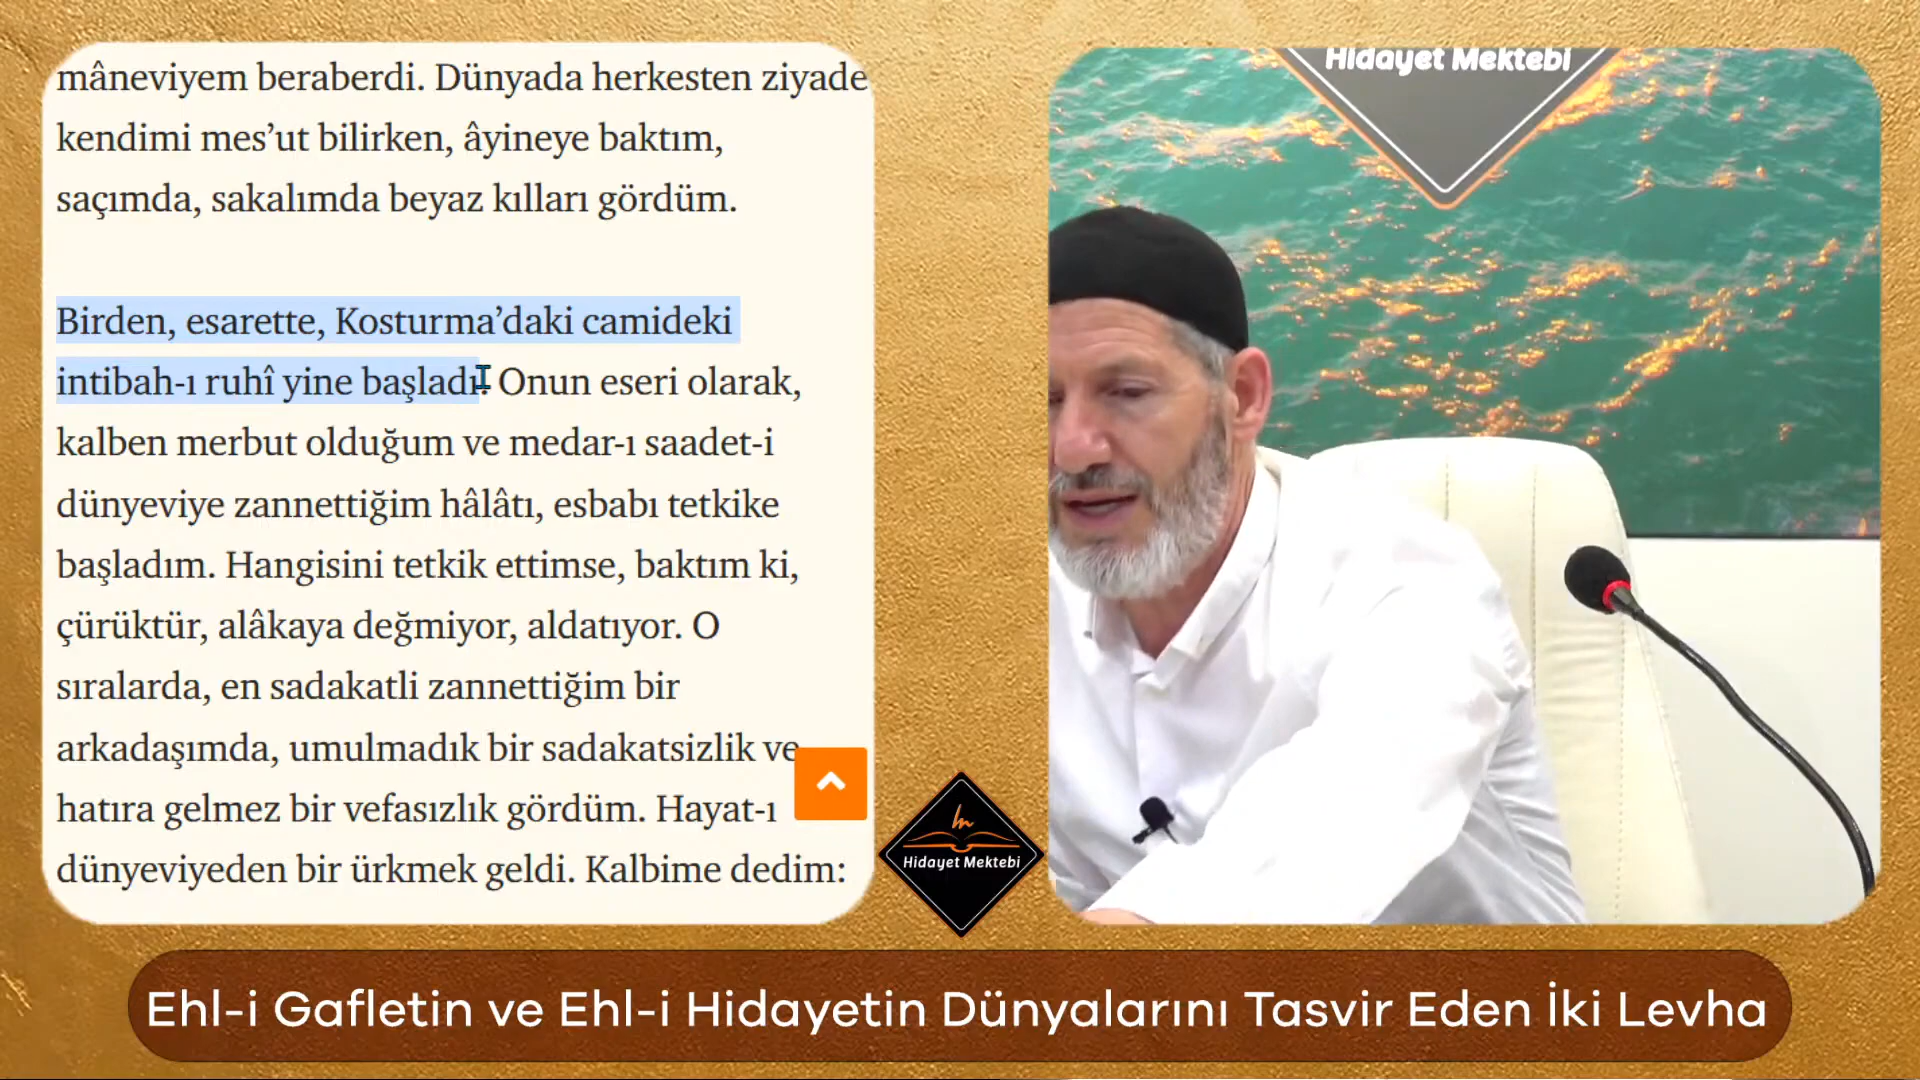 mâneviyem beraberdi. Dünyada herkesten ziyade
kendimi mes’ut bilirken, âyineye baktım,
saçımda, sakalımda beyaz kılları gördüm.
Birden, esarette, Kosturma’daki camideki
intibah-ı ruhî yine başladı. Onun eseri olarak,
kalben merbut olduğum ve medar-ı saadet-i
dünyeviye zannettiğim hâlâtı, esbabı tetkike
başladım. Hangisini tetkik ettimse, baktım ki,
çürüktür, alâkaya değmiyor, aldatıyor. O
sıralarda, en sadakatli zannettiğim bir
arkadaşımda, umulmadık bir sadakatsizlik ve
hatıra gelmez bir vefasızlık gördüm. Hayat-ı
dünyeviyeden bir ürkmek geldi. Kalbime dedim:
Hidayet Mektebi
Hidayet Mektebi
Ehl-i Gafletin ve Ehl-i Hidayetin Dünyalarını Tasvir Eden İki Levha